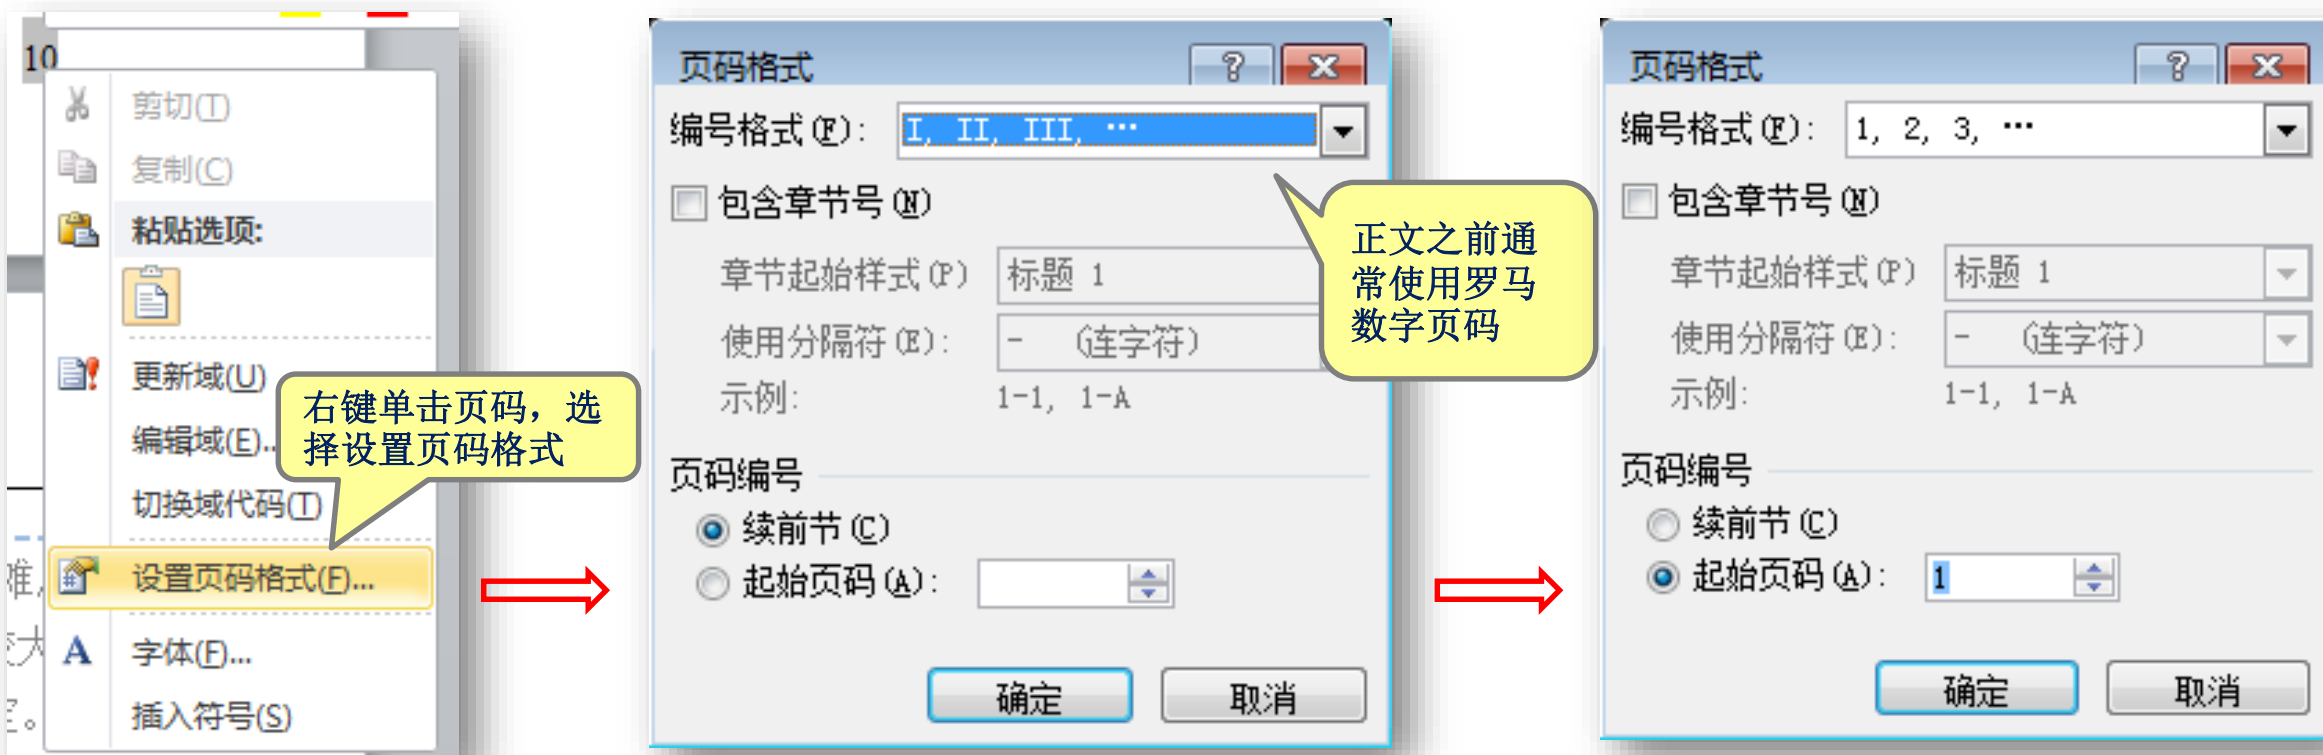 10
剪切(T)
复制(C)
粘贴选项:
更新域(U)
编辑域(E)..
切换域代码(T)
设置页码格式(F)...
字体(F)...
插入符号(S)
右键单击页码，选
择设置页码格式
页码格式
编号格式(F)：
I, II, III, …
包含章节号(N)
章节起始样式(P)
标题 1
使用分隔符(E)：
- （连字符）
示例：
1-1, 1-A
页码编号
续前节(C)
起始页码(A)：
确定
取消
正文之前通
常使用罗马
数字页码
页码格式
编号格式(F)：
1, 2, 3, …
包含章节号(N)
章节起始样式(P)
标题 1
使用分隔符(E)：
- （连字符）
示例：
1-1, 1-A
页码编号
续前节(C)
起始页码(A)：
1
确定
取消